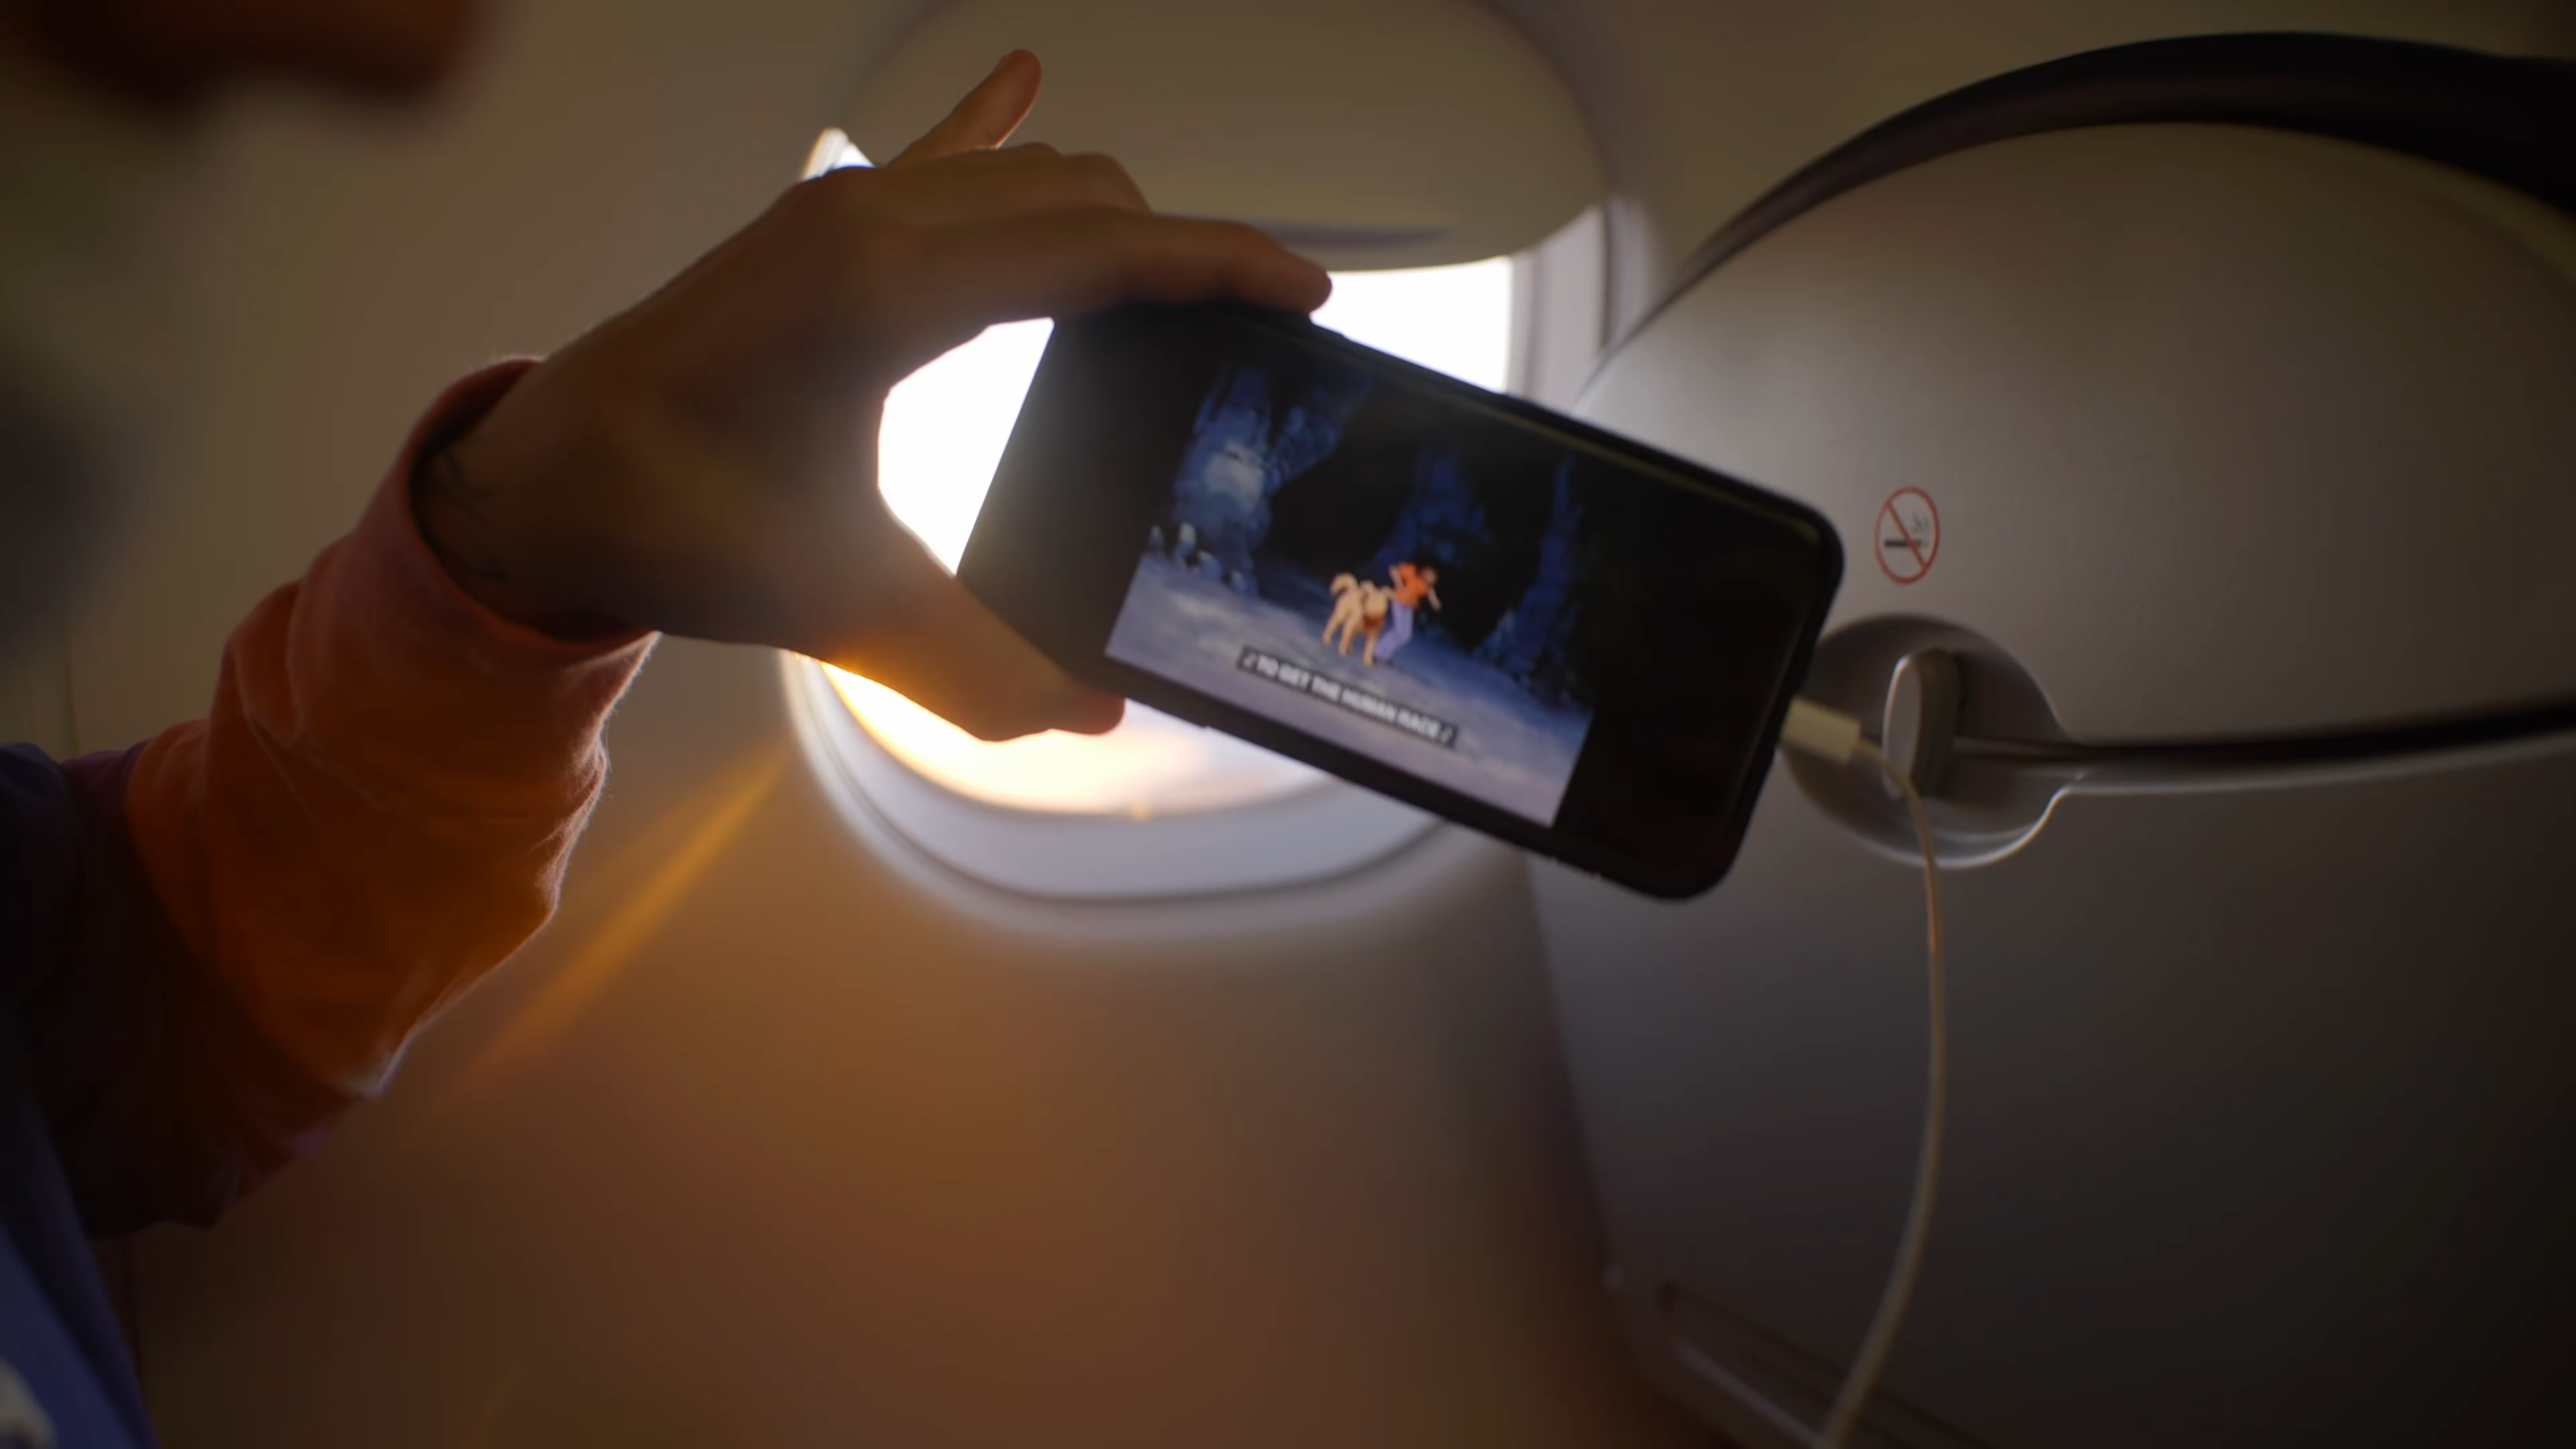 ♪ TO GET THE HUMAN RACE ♪